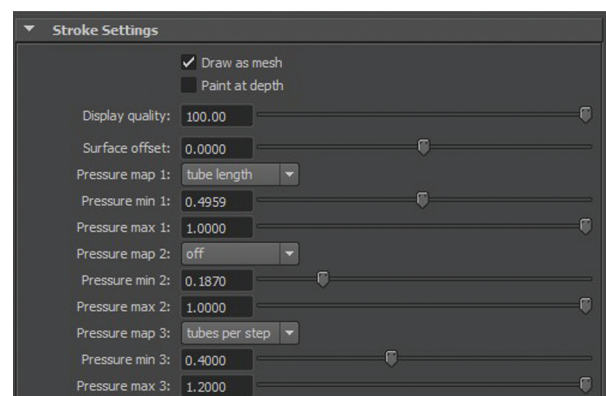 Stroke Settings
Draw as mesh
Paint at depth
Display quality: 100.00
Surface offset: 0.0000
Pressure map 1: tube length
Pressure min 1: 0.4959
Pressure max 1: 1.0000
Pressure map 2: off
Pressure min 2: 0.1870
Pressure max 2: 1.0000
Pressure map 3: tubes per step
Pressure min 3: 0.4000
Pressure max 3: 1.2000